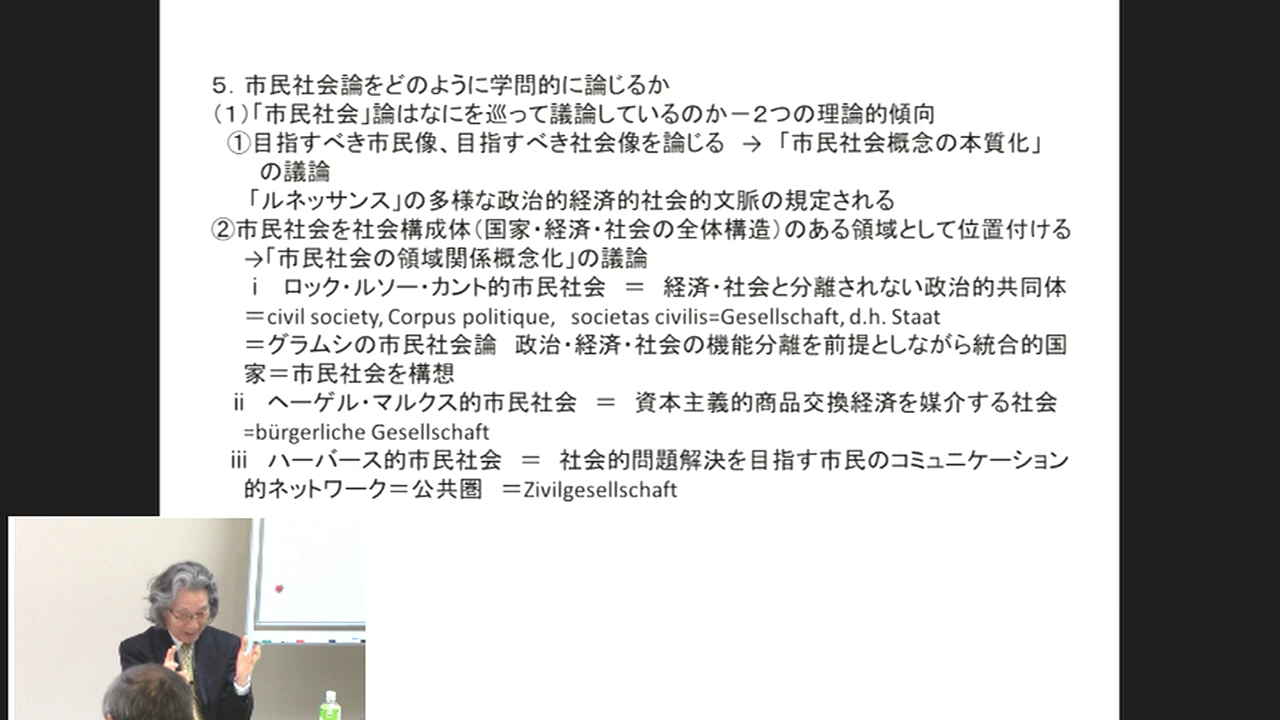 ５．市民社会論をどのように学問的に論じるか
（１）「市民社会」論はなにを巡って議論しているのか－２つの理論的傾向
①目指すべき市民像、目指すべき社会像を論じる → 「市民社会概念の本質化」
の議論
「ルネッサンス」の多様な政治的経済的社会的文脈の規定される
②市民社会を社会構成体（国家・経済・社会の全体構造）のある領域として位置付ける
→「市民社会の領域関係概念化」の議論
ⅰ ロック・ルソー・カント的市民社会 ＝ 経済・社会と分離されない政治的共同体
＝civil society, Corpus politique, societas civilis=Gesellschaft, d.h. Staat
＝グラムシの市民社会論 政治・経済・社会の機能分離を前提としながら統合的国
家＝市民社会を構想
ⅱ ヘーゲル・マルクス的市民社会 ＝ 資本主義的商品交換経済を媒介する社会
=bürgerliche Gesellschaft
ⅲ ハーバース的市民社会 ＝ 社会的問題解決を目指す市民のコミュニケーション
的ネットワーク＝公共圏 ＝Zivilgesellschaft